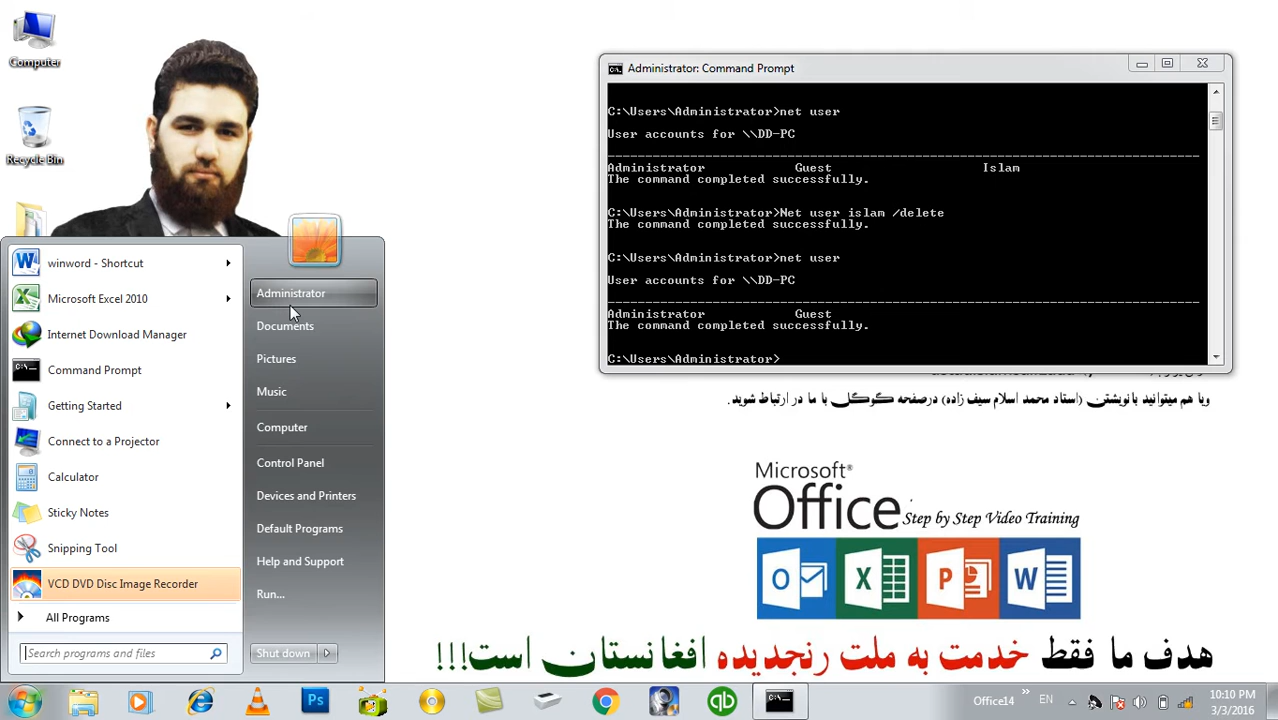 Computer
Recycle Bin
winword - Shortcut
Microsoft Excel 2010
Internet Download Manager
Command Prompt
Getting Started
Connect to a Projector
Calculator
Sticky Notes
Snipping Tool
VCD DVD Disc Image Recorder
All Programs
Search programs and files
Administrator
Documents
Pictures
Music
Computer
Control Panel
Devices and Printers
Default Programs
Help and Support
Run...
Shut down
Administrator: Command Prompt
C:\Users\Administrator>net user
User accounts for \\DD-PC
Administrator Guest Islam
The command completed successfully.
C:\Users\Administrator>Net user islam /delete
The command completed successfully.
C:\Users\Administrator>net user
User accounts for \\DD-PC
Administrator Guest
The command completed successfully.
C:\Users\Administrator>
ویا هم میتوانید بانویشتن (استاد محمد اسلام سیف زاده) درصفحه گوگل با ما در ارتباط شوید.
Microsoft®
Office Step by Step Video Training
هدف ما فقط خدمت به ملت رنجدیده افغانستان است!!!
Office14 » EN
10:10 PM
3/3/2016